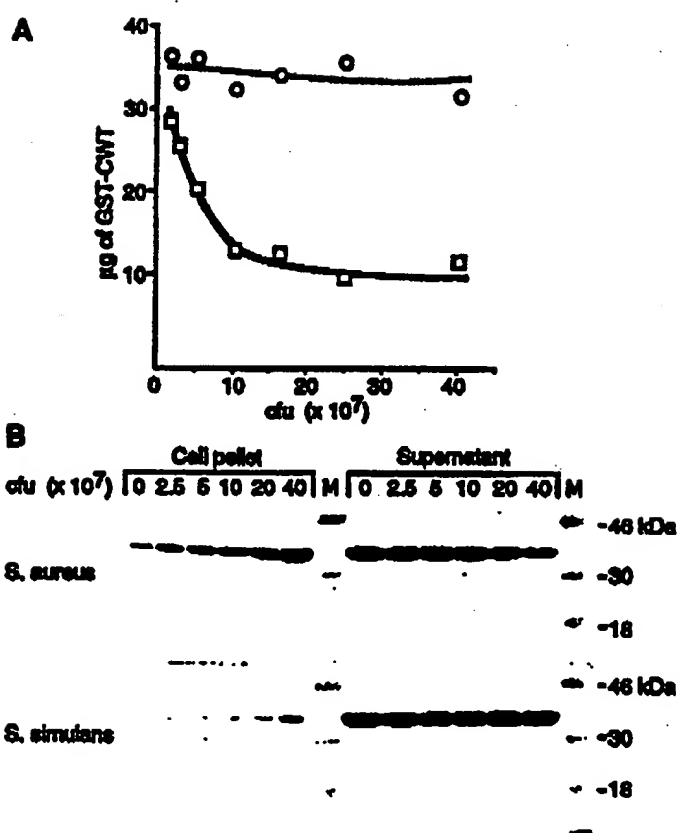 A
40
30
20
10
µg of GST-CWT
0 10 20 30 40
cfu (x 10⁷)
B
Cell pellet Supernatant
cfu (x 10⁷) 0 2.5 5 10 20 40 M 0 2.5 5 10 20 40 M
-46 kDa
S. aureus
-30
-18
-46 kDa
S. simulans
-30
-18